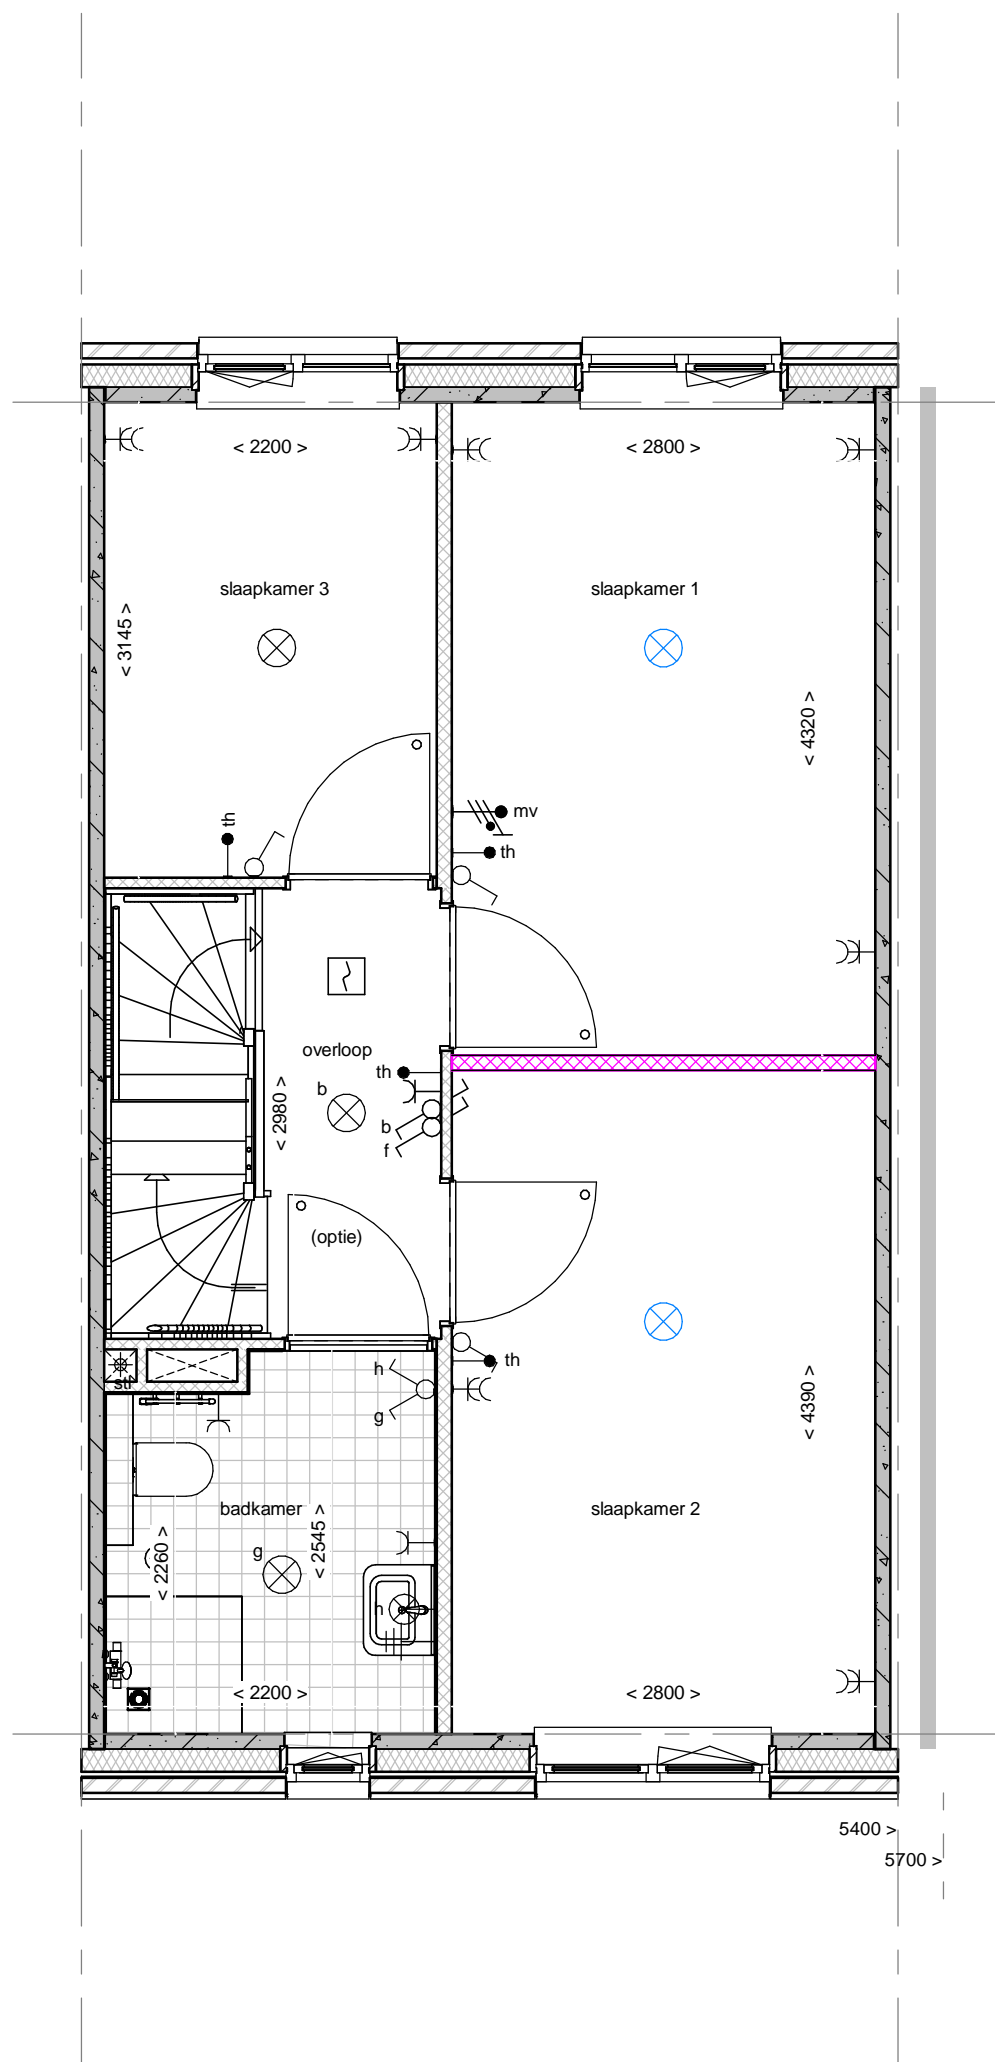 < 2200 >
< 2800 >
slaapkamer 3
slaapkamer 1
< 3145 >
< 4320 >
th
mv
th
overloop
th
b
< 2980 >
b
f
(optie)
th
h
stl
g
< 4390 >
badkamer
slaapkamer 2
< 2545 >
g
< 2260 >
h
< 2200 >
< 2800 >
5400 >
5700 >